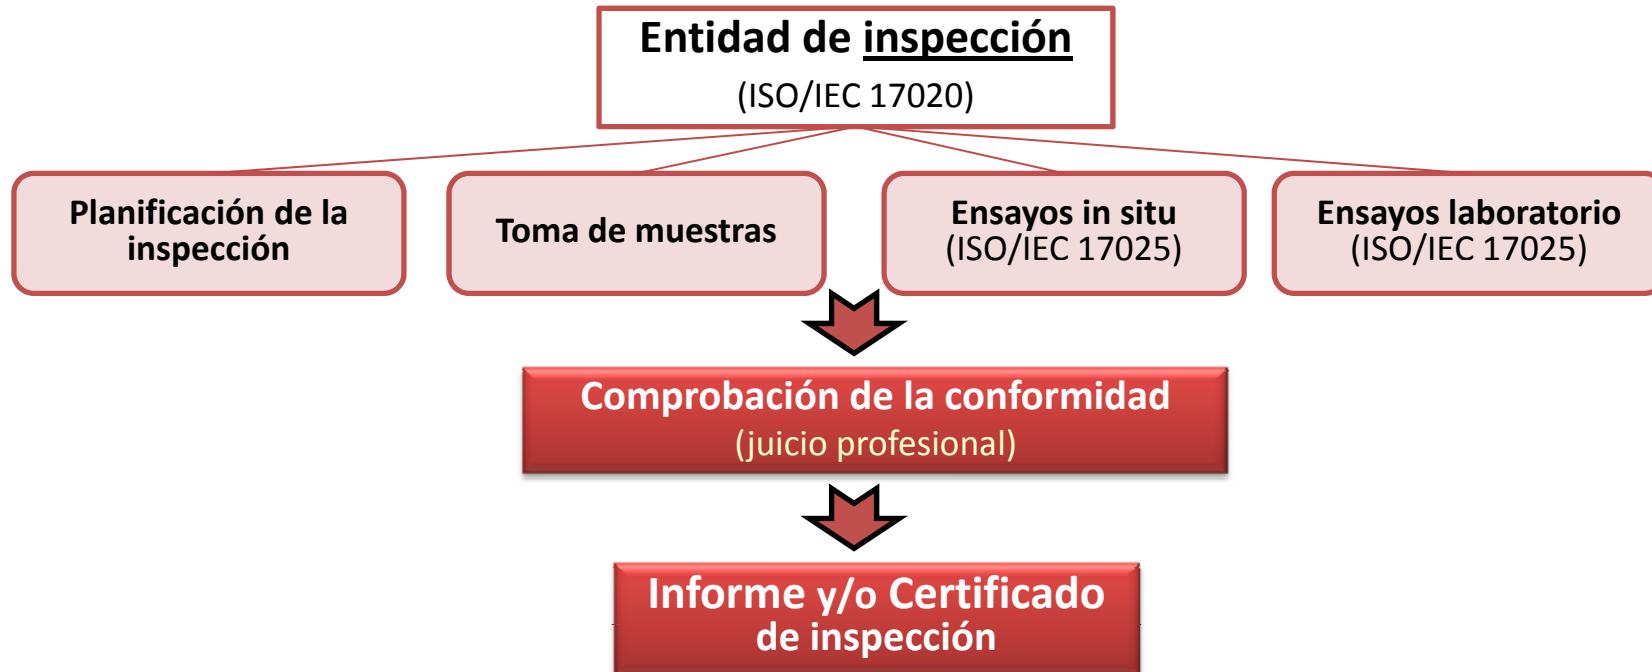 Entidad de inspección
(ISO/IEC 17020)
Planificación de la
inspección
Toma de muestras
Ensayos in situ
(ISO/IEC 17025)
Ensayos laboratorio
(ISO/IEC 17025)
Comprobación de la conformidad
(juicio profesional)
Informe y/o Certificado
de inspección